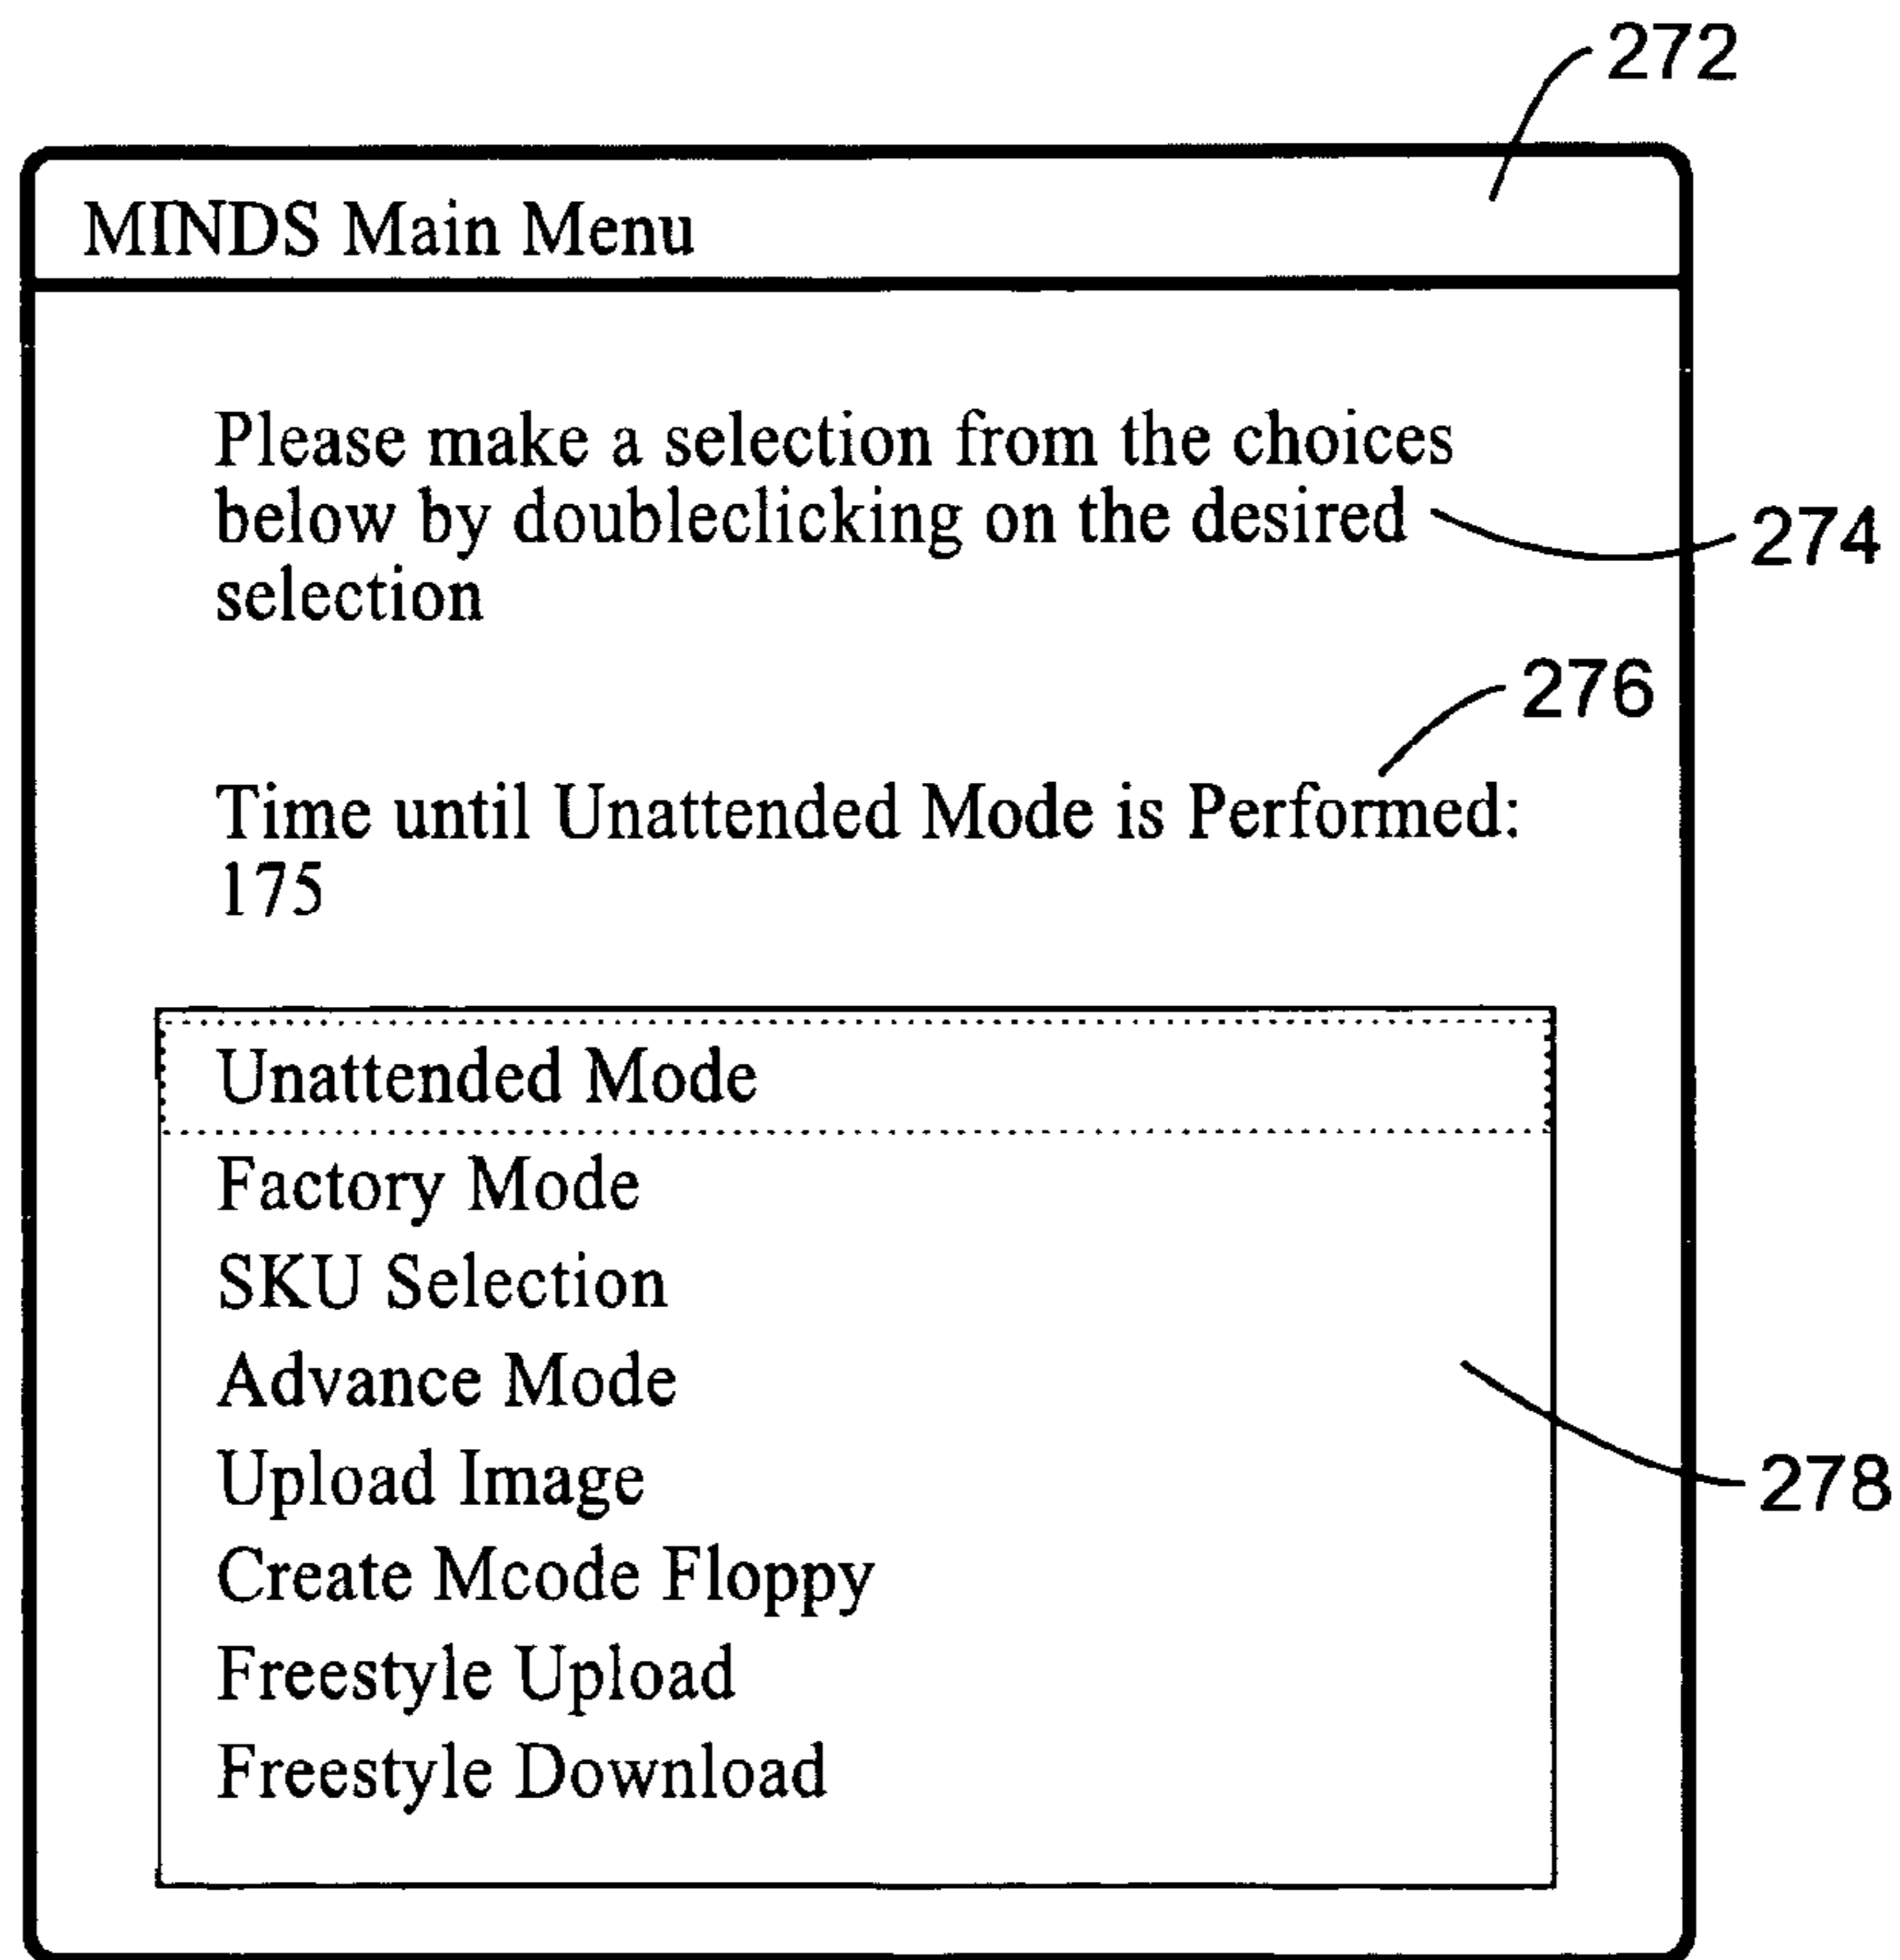 272
MINDS Main Menu
Please make a selection from the choices
below by doubleclicking on the desired
selection
274
276
Time until Unattended Mode is Performed:
175
Unattended Mode
Factory Mode
SKU Selection
Advance Mode
Upload Image
278
Create Mcode Floppy
Freestyle Upload
Freestyle Download